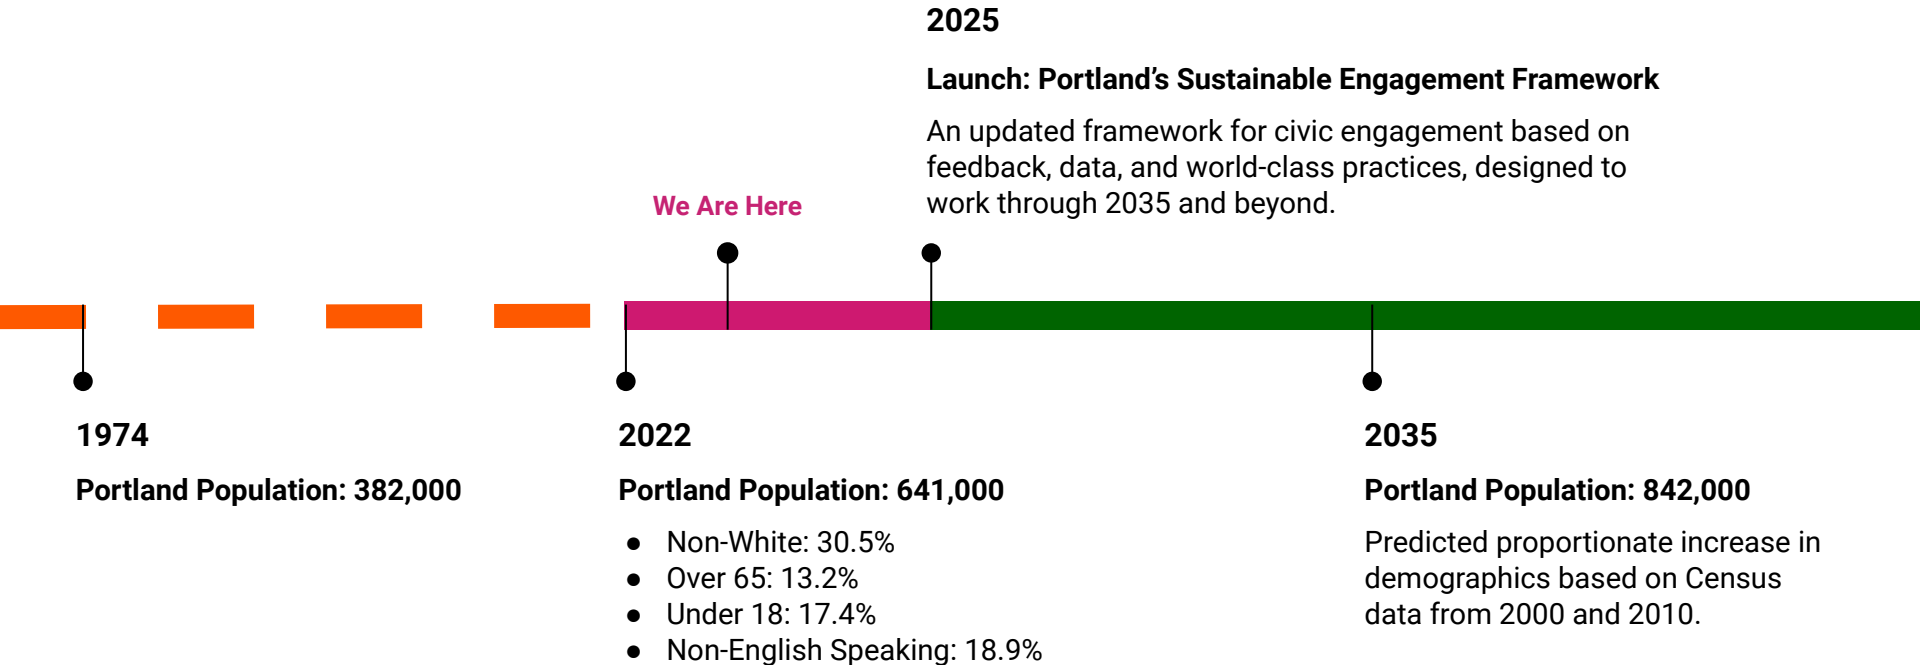 2025
Launch: Portland’s Sustainable Engagement Framework
An updated framework for civic engagement based on
feedback, data, and world-class practices, designed to
work through 2035 and beyond.
We Are Here
1974
Portland Population: 382,000
2022
Portland Population: 641,000
● Non-White: 30.5%
● Over 65: 13.2%
● Under 18: 17.4%
● Non-English Speaking: 18.9%
2035
Portland Population: 842,000
Predicted proportionate increase in
demographics based on Census
data from 2000 and 2010.